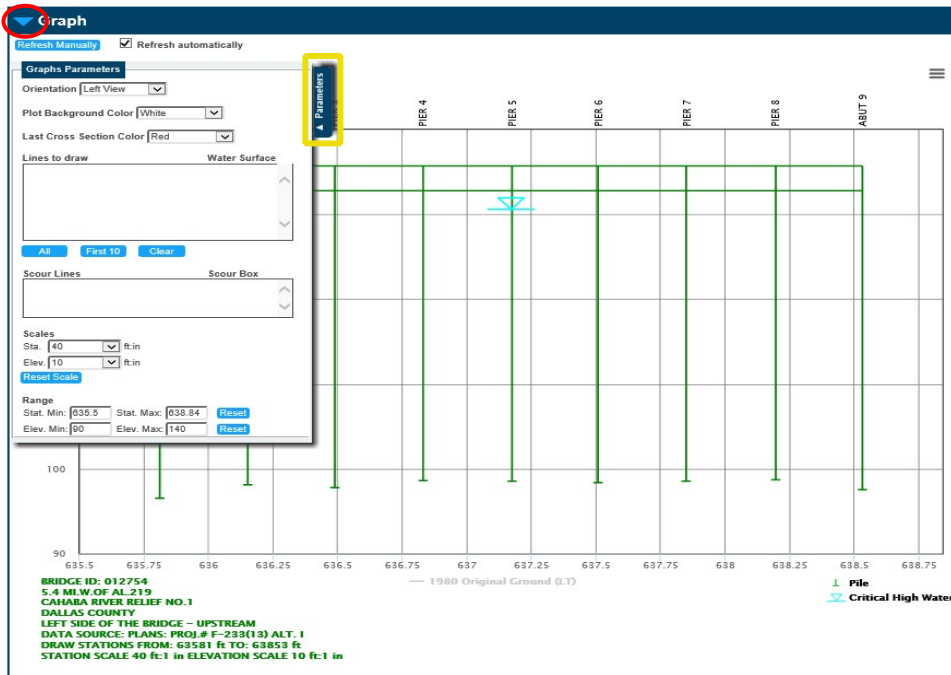 Graph
Refresh Manually Refresh automatically
Graphs Parameters
Parameters
Orientation Left View
Plot Background Color White
Last Cross Section Color Red
Lines to draw Water Surface
All First 10 Clear
Scour Lines Scour Box
Scales
Sta. 40 ft:in
Elev. 10 ft:in
Reset Scale
Range
Stat. Min: 635.5 Stat. Max: 638.84 Reset
Elev. Min: 90 Elev. Max: 140 Reset
PIER 4 PIER 5 PIER 6 PIER 7 PIER 8 ABUT 9
100
90
635.5 635.75 636 636.25 636.5 636.75 637 637.25 637.5 637.75 638 638.25 638.5 638.75
BRIDGE ID: 012754
5.4 MI.W.OF AL.219
CAHABA RIVER RELIEF NO.1
DALLAS COUNTY
LEFT SIDE OF THE BRIDGE - UPSTREAM
DATA SOURCE: PLANS: PROJ.# F-233(13) ALT. I
DRAW STATIONS FROM: 63581 ft TO: 63853 ft
STATION SCALE 40 ft:1 in ELEVATION SCALE 10 ft:1 in
1980 Original Ground (LT)
Pile
Critical High Water